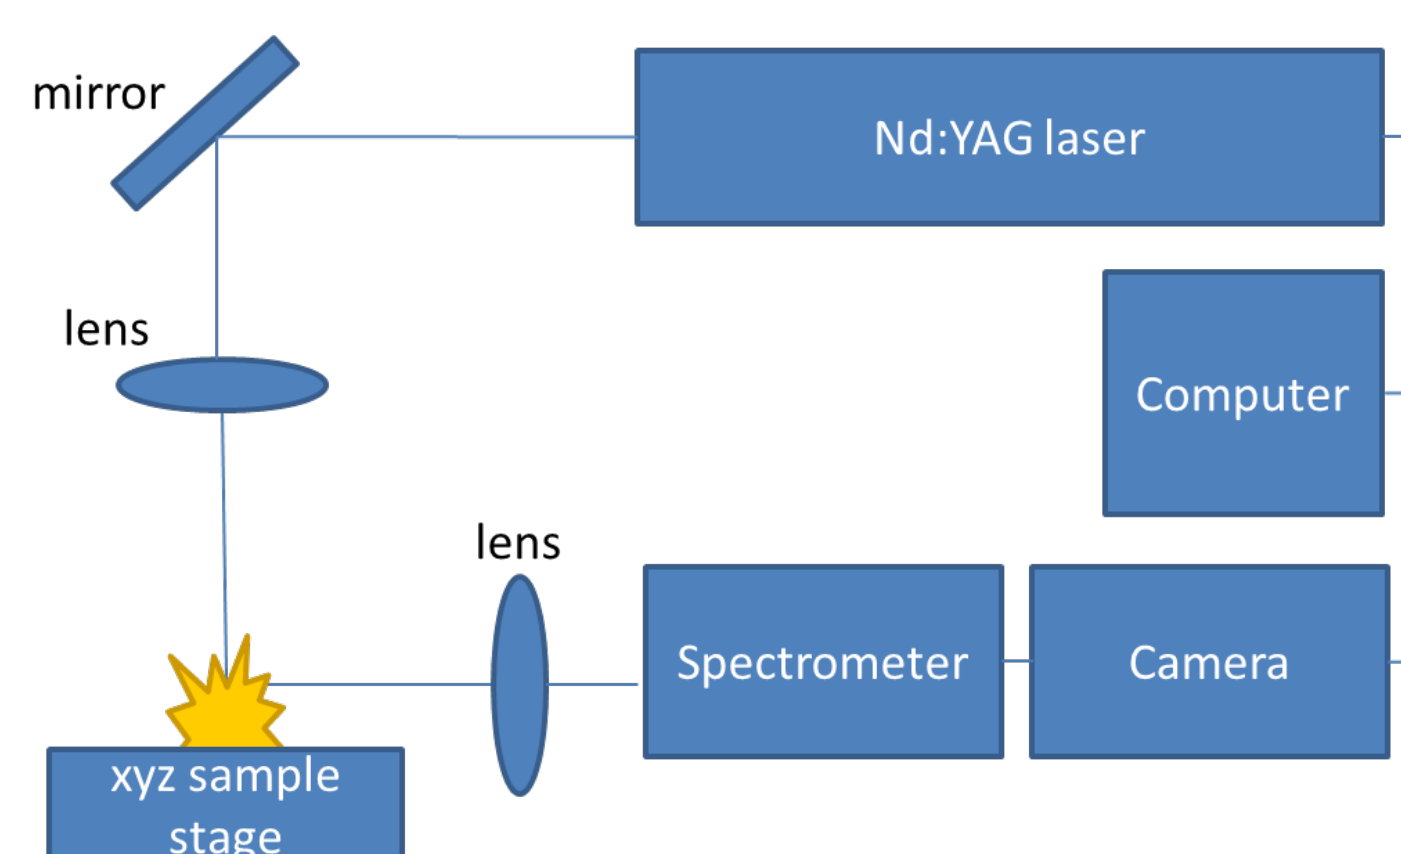 mirror
Nd:YAG laser
lens
Computer
lens
Spectrometer
Camera
xyz sample
stage